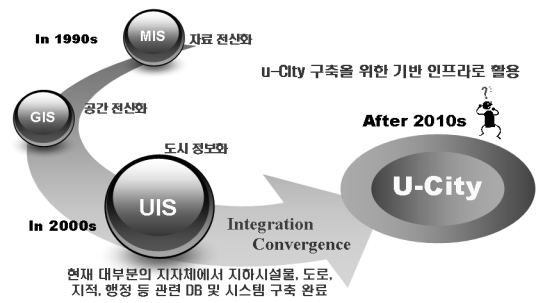 In 1990s
MIS
자료 전산화
u-City 구축을 위한 기반 인프라로 활용
GIS
공간 전산화
After 2010s
? ?
도시 정보화
U-City
UIS
In 2000s
Integration
Convergence
현재 대부분의 지자체에서 지하시설물, 도로,
지적, 행정 등 관련 DB 및 시스템 구축 완료